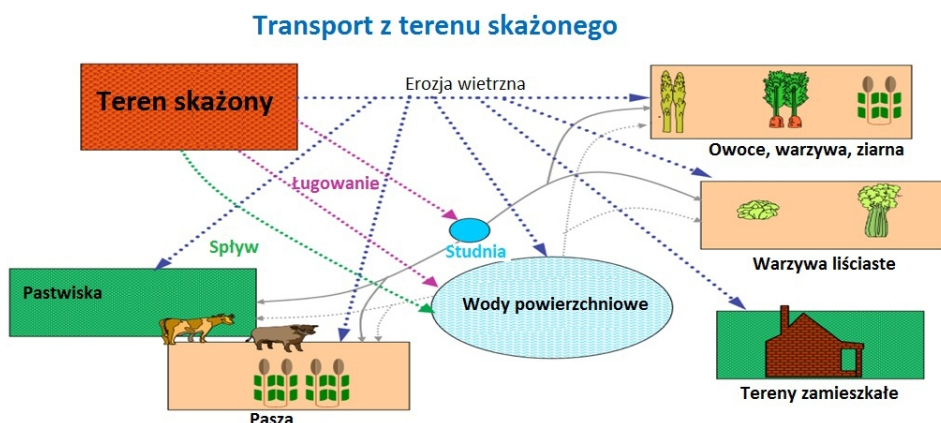 Transport z terenu skażonego
Teren skażony
Erozja wietrzna
Owoce, warzywa, ziarna
Ługowanie
Spływ
Studnia
Warzywa liściaste
Pastwiska
Wody powierzchniowe
Tereny zamieszkałe
Pasza